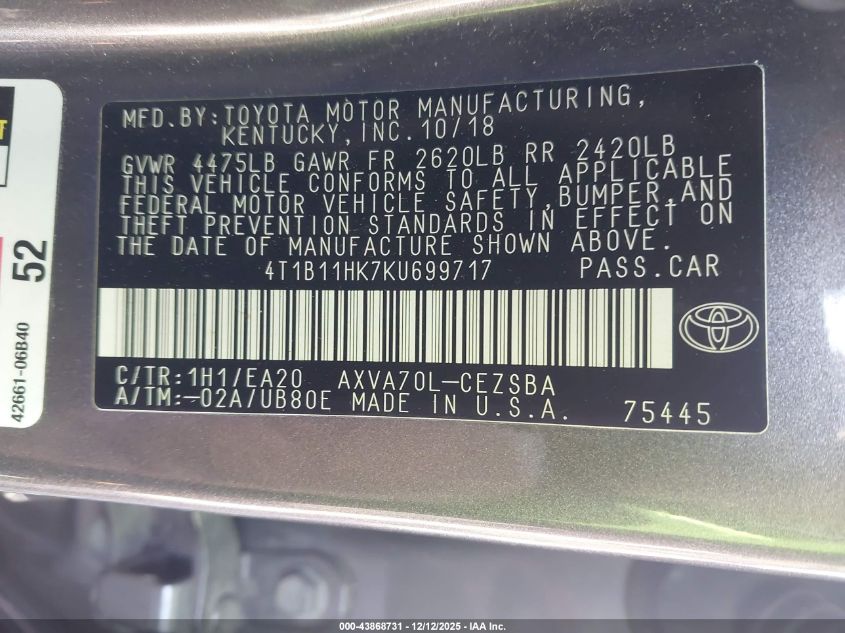 MFD.BY:TOYOTA MOTOR MANUFACTURING,
KENTUCKY,INC.10/18
GVWR 4475LB GAWR FR 2620LB RR 2420LB
THIS VEHICLE CONFORMS TO ALL APPLICABLE
FEDERAL MOTOR VEHICLE SAFETY,BUMPER,AND
THEFT PREVENTION STANDARDS IN EFFECT ON
THE DATE OF MANUFACTURE SHOWN ABOVE.
4T1B11HK7KU699717 PASS.CAR
C/TR:1H1/EA20 AXVA70L-CEZSBA
A/TM:-02A/UB80E MADE IN U.S.A. 75445
52
42661-06B40
000-43868731 - 12/12/2025 - IAA Inc.